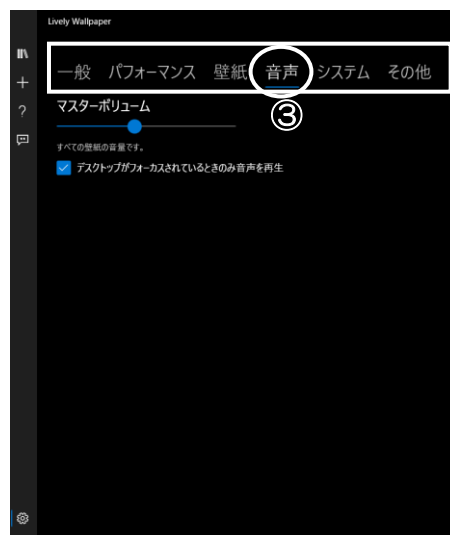 Lively Wallpaper
一般 パフォーマンス 壁紙 音声 システム その他
③
マスターボリューム
すべての壁紙の音量です。
デスクトップがフォーカスされているときのみ音声を再生